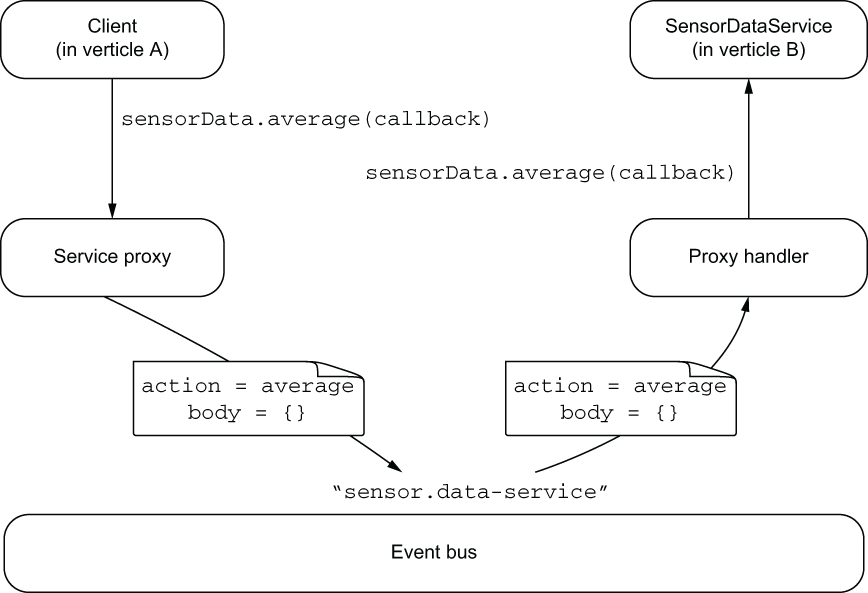 Client
(in verticle A)
SensorDataService
(in verticle B)
sensorData.average(callback)
sensorData.average(callback)
Service proxy
Proxy handler
action = average
body = {}
action = average
body = {}
“sensor.data-service”
Event bus